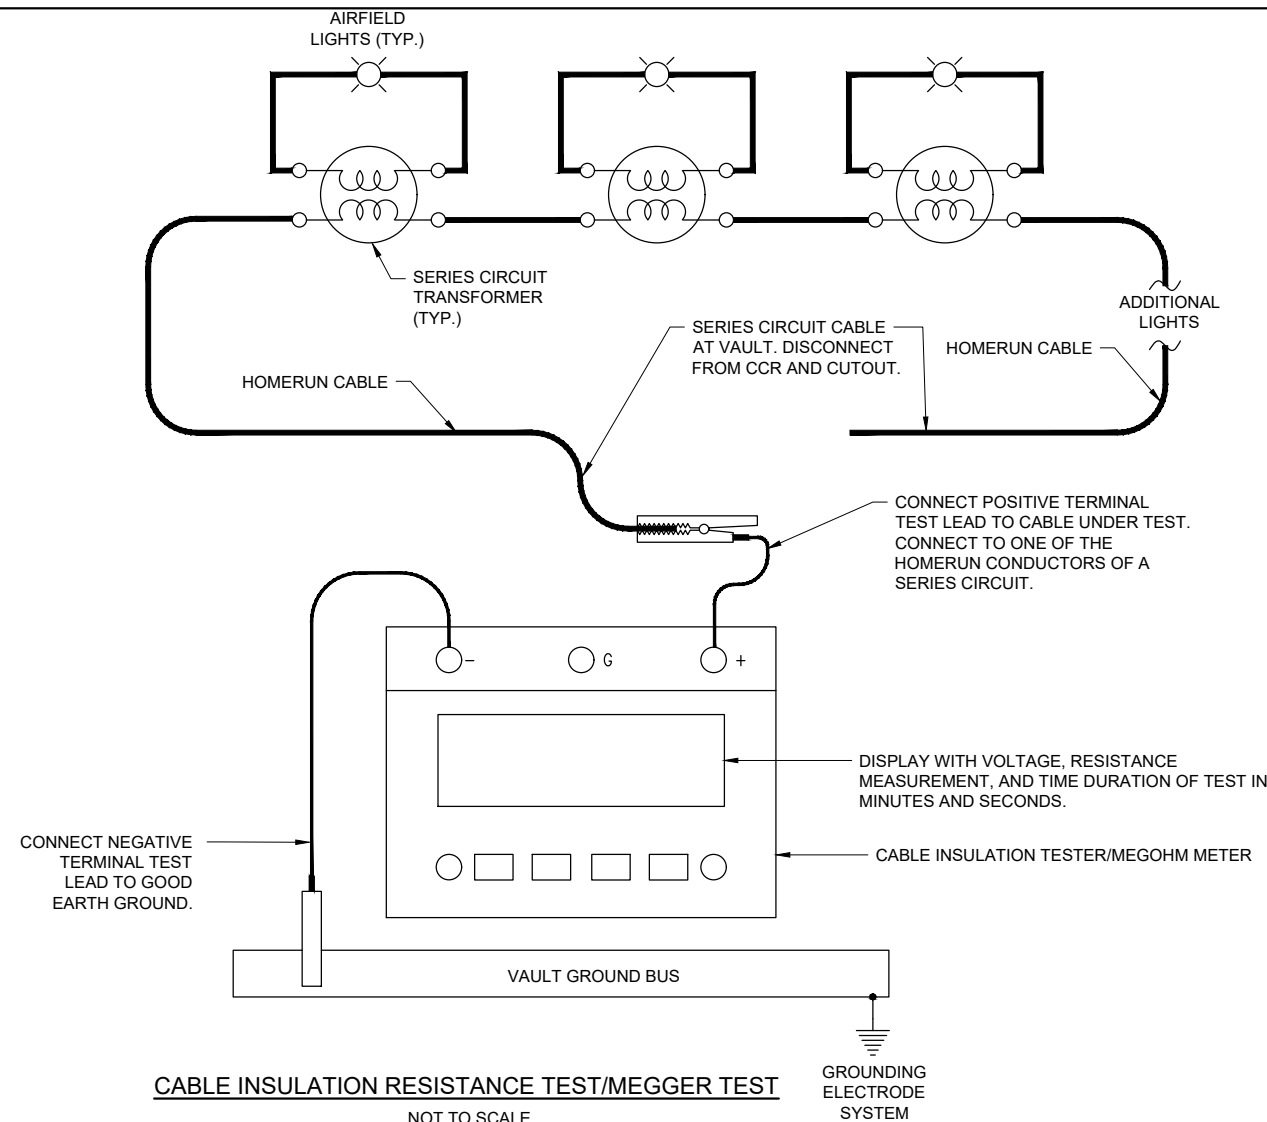 AIRFIELD
LIGHTS (TYP.)
SERIES CIRCUIT
TRANSFORMER
(TYP.)
ADDITIONAL
LIGHTS
SERIES CIRCUIT CABLE
AT VAULT. DISCONNECT
FROM CCR AND CUTOUT.
HOMERUN CABLE
HOMERUN CABLE
CONNECT POSITIVE TERMINAL
TEST LEAD TO CABLE UNDER TEST.
CONNECT TO ONE OF THE
HOMERUN CONDUCTORS OF A
SERIES CIRCUIT.
- G +
DISPLAY WITH VOLTAGE, RESISTANCE
MEASUREMENT, AND TIME DURATION OF TEST IN
MINUTES AND SECONDS.
CONNECT NEGATIVE
TERMINAL TEST
LEAD TO GOOD
EARTH GROUND.
CABLE INSULATION TESTER/MEGOHM METER
VAULT GROUND BUS
GROUNDING
ELECTRODE
SYSTEM
CABLE INSULATION RESISTANCE TEST/MEGGER TEST
NOT TO SCALE